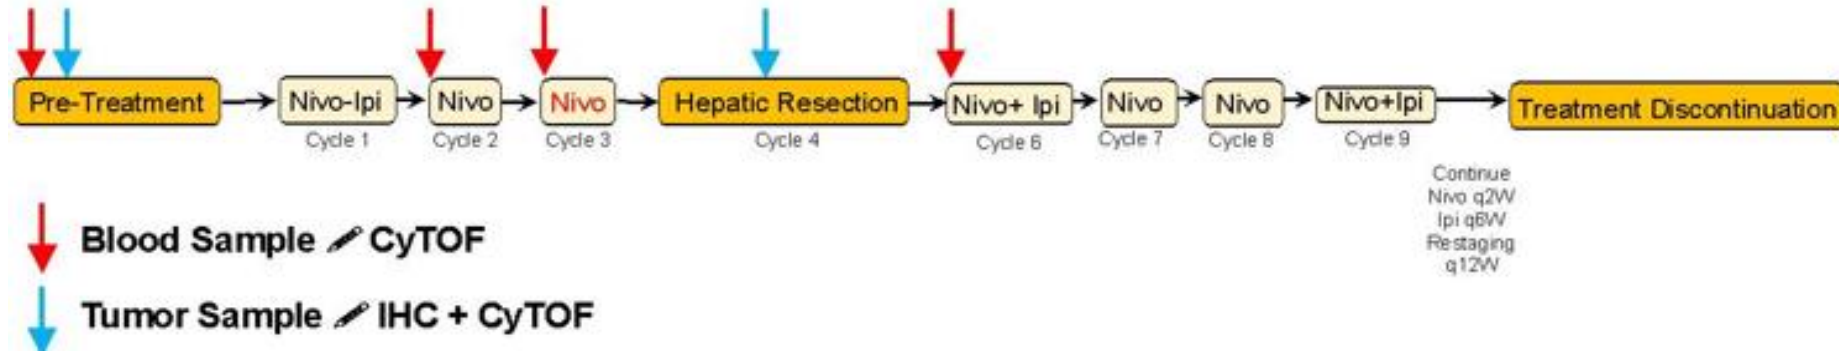 Pre-Treatment
Nivo-Ipi
Cycle 1
Nivo
Cycle 2
Nivo
Cycle 3
Hepatic Resection
Cycle 4
Nivo+ Ipi
Cycle 6
Nivo
Cycle 7
Nivo
Cycle 8
Nivo+Ipi
Cycle 9
Treatment Discontinuation
Continue
Nivo q2W
Ipi q6W
Restaging
q12W
Blood Sample ✏ CyTOF
Tumor Sample ✏ IHC + CyTOF